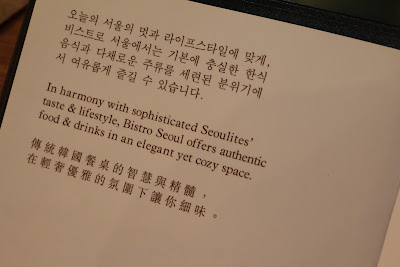 오늘의 서울의 멋과 라이프스타일에 맞게,
비스트로 서울에서는 기본에 충실한 한식
음식과 다채로운 주류를 세련된 분위기에
서 여유롭게 즐길 수 있습니다.
In harmony with sophisticated Seoulites'
taste & lifestyle, Bistro Seoul offers authentic
food & drinks in an elegant yet cozy space.
傳統韓國餐桌的智慧與精髓，
在輕奢優雅的氛圍下讓你細味。